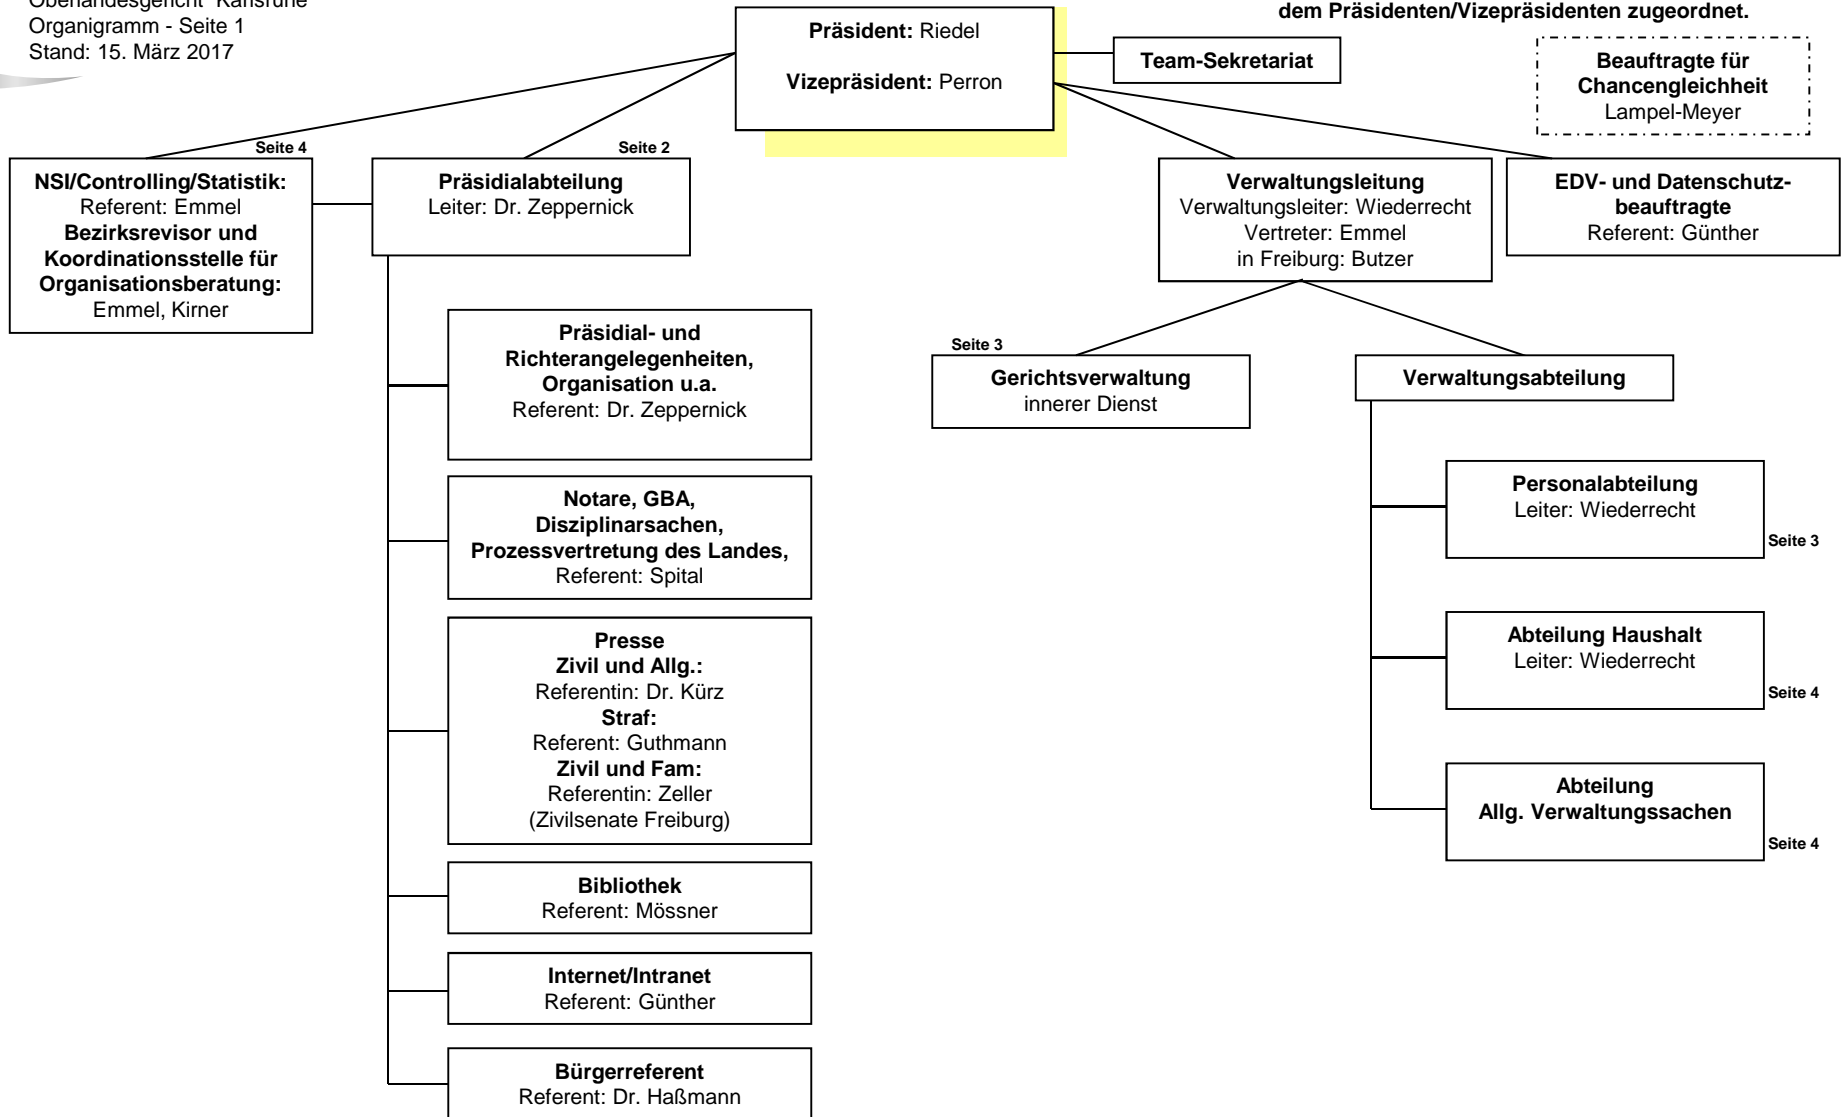 Oberlandesgericht Karlsruhe
Organigramm - Seite 1
Stand: 15. März 2017
dem Präsidenten/Vizepräsidenten zugeordnet.
Präsident: Riedel
Vizepräsident: Perron
Team-Sekretariat
Beauftragte für
Chancengleichheit
Lampel-Meyer
Seite 4
NSI/Controlling/Statistik:
Referent: Emmel
Bezirksrevisor und
Koordinationsstelle für
Organisationsberatung:
Emmel, Kirner
Seite 2
Präsidialabteilung
Leiter: Dr. Zeppernick
Verwaltungsleitung
Verwaltungsleiter: Wiederrecht
Vertreter: Emmel
in Freiburg: Butzer
EDV- und Datenschutz-
beauftragte
Referent: Günther
Präsidial- und
Richterangelegenheiten,
Organisation u.a.
Referent: Dr. Zeppernick
Notare, GBA,
Disziplinarsachen,
Prozessvertretung des Landes,
Referent: Spital
Presse
Zivil und Allg.:
Referentin: Dr. Kürz
Straf:
Referent: Guthmann
Zivil und Fam:
Referentin: Zeller
(Zivilsenate Freiburg)
Bibliothek
Referent: Mössner
Internet/Intranet
Referent: Günther
Bürgerreferent
Referent: Dr. Haßmann
Seite 3
Gerichtsverwaltung
innerer Dienst
Verwaltungsabteilung
Personalabteilung
Leiter: Wiederrecht
Seite 3
Abteilung Haushalt
Leiter: Wiederrecht
Seite 4
Abteilung
Allg. Verwaltungssachen
Seite 4